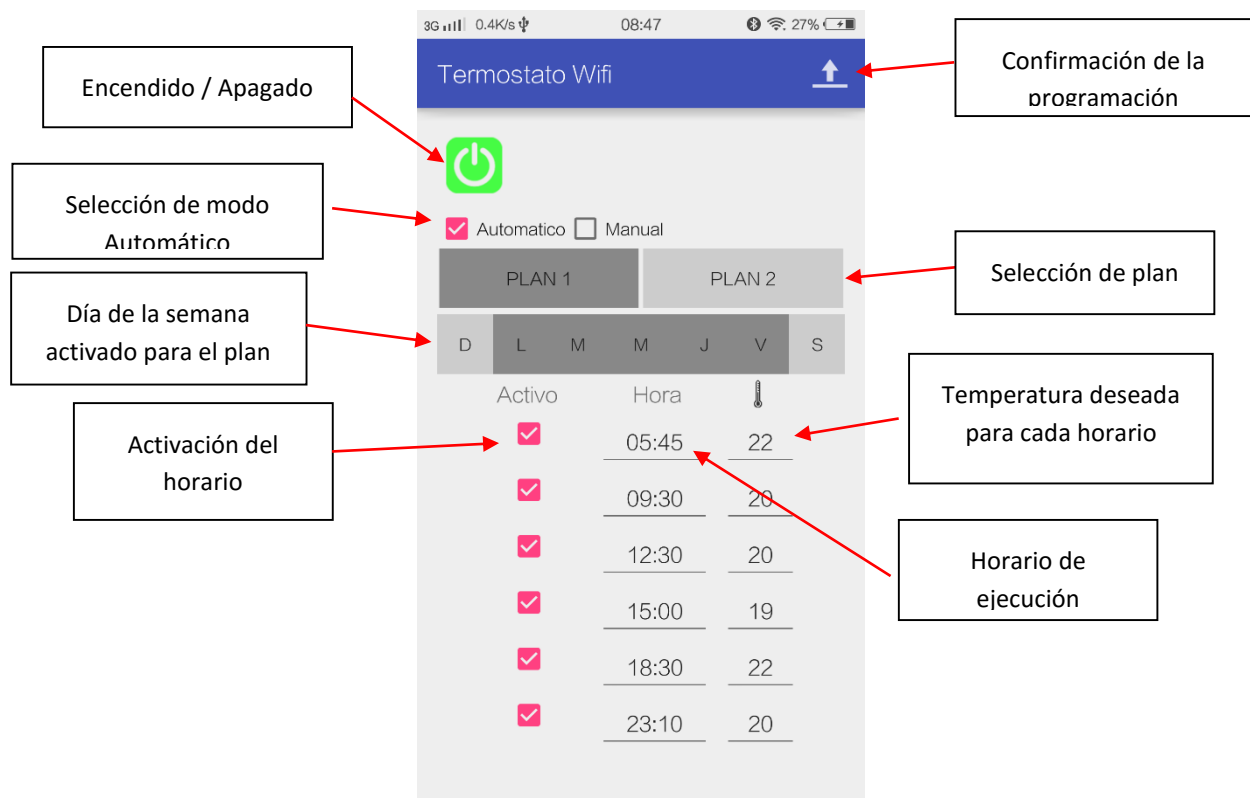 3G 0.4K/s 08:47 27%
Termostato Wifi
Encendido / Apagado
Confirmación de la
programación
Selección de modo
Automático
Automatico Manual
PLAN 1 PLAN 2
Selección de plan
Día de la semana
activado para el plan
D L M M J V S
Activo Hora
Temperatura deseada
para cada horario
Activación del
horario
05:45 22
09:30 20
12:30 20
Horario de
ejecución
15:00 19
18:30 22
23:10 20